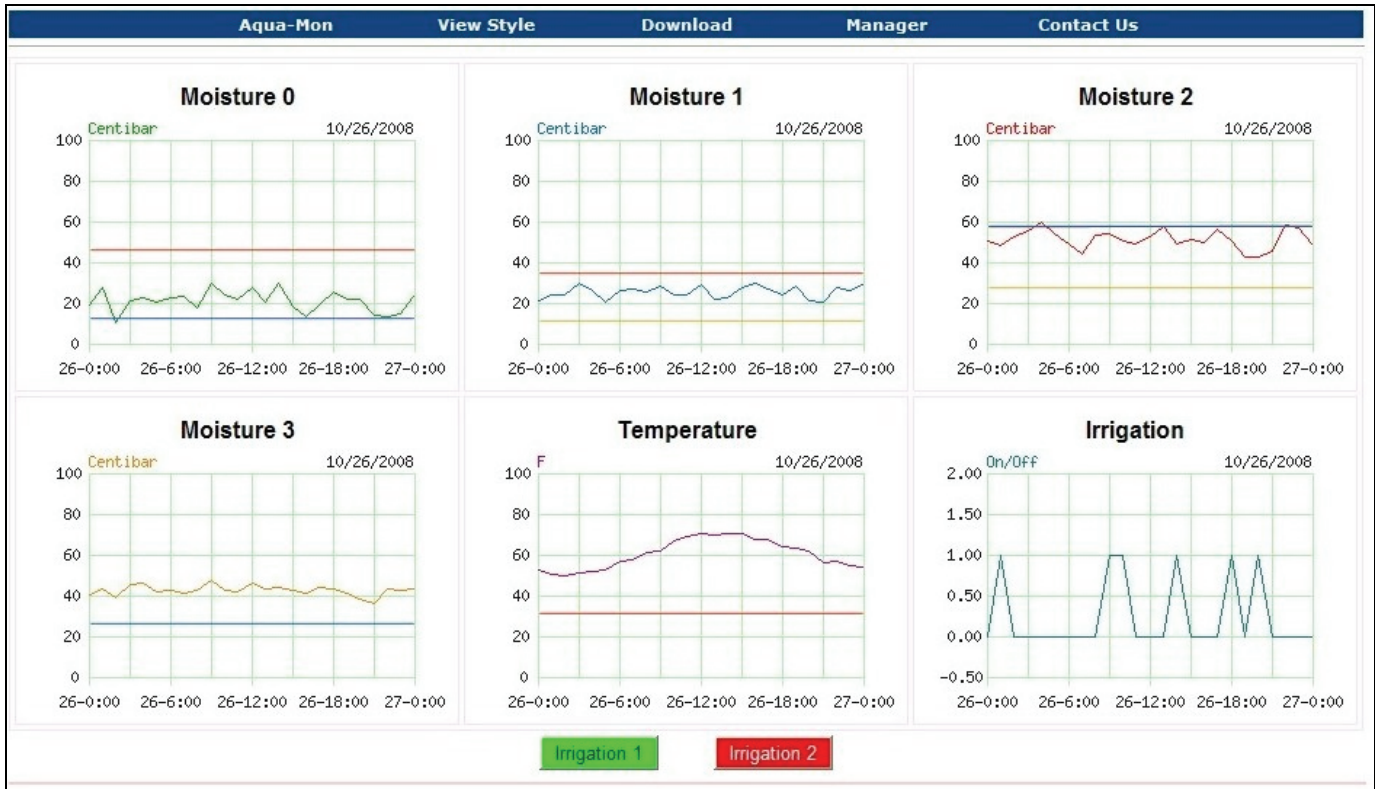 Aqua-Mon View Style Download Manager Contact Us
Moisture 0
Centibar 10/26/2008
100
80
60
40
20
0
26-0:00 26-6:00 26-12:00 26-18:00 27-0:00
Moisture 1
Centibar 10/26/2008
100
80
60
40
20
0
26-0:00 26-6:00 26-12:00 26-18:00 27-0:00
Moisture 2
Centibar 10/26/2008
100
80
60
40
20
0
26-0:00 26-6:00 26-12:00 26-18:00 27-0:00
Moisture 3
Centibar 10/26/2008
100
80
60
40
20
0
26-0:00 26-6:00 26-12:00 26-18:00 27-0:00
Temperature
F 10/26/2008
100
80
60
40
20
0
26-0:00 26-6:00 26-12:00 26-18:00 27-0:00
Irrigation
On/Off 10/26/2008
2.00
1.50
1.00
0.50
0.00
-0.50
26-0:00 26-6:00 26-12:00 26-18:00 27-0:00
Irrigation 1 Irrigation 2